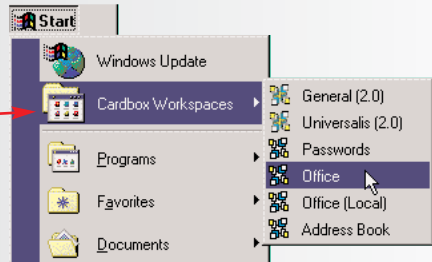 Start
Windows Update
Cardbox Workspaces
Programs
Favorites
Documents
General (2.0)
Universalis (2.0)
Passwords
Office
Office (Local)
Address Book